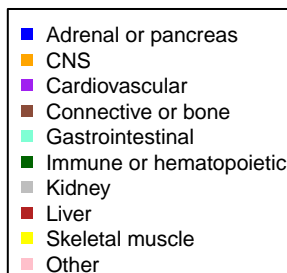 Adrenal or pancreas
CNS
Cardiovascular
Connective or bone
Gastrointestinal
Immune or hematopoietic
Kidney
Liver
Skeletal muscle
Other